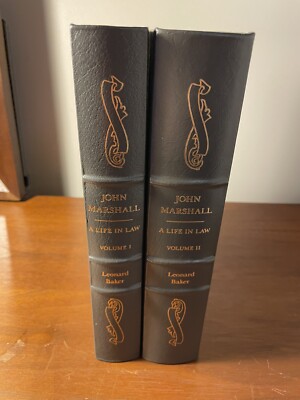 JOHN
MARSHALL
A LIFE IN LAW
VOLUME I
Leonard
Baker
JOHN
MARSHALL
A LIFE IN LAW
VOLUME II
Leonard
Baker